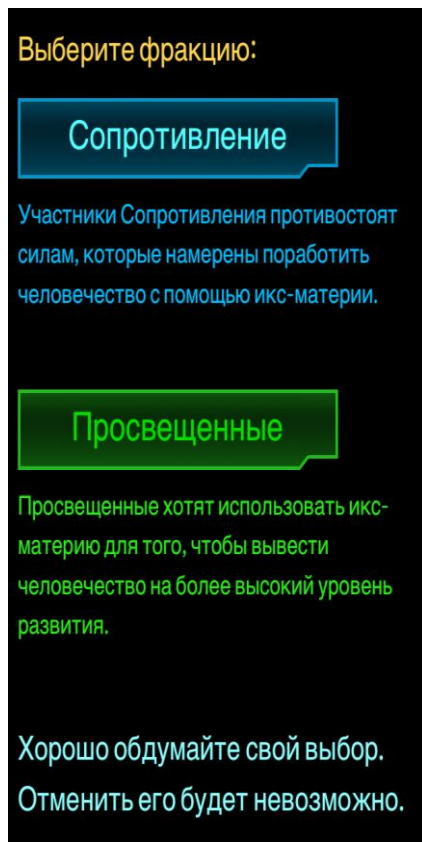 Выберите фракцию:
Сопротивление
Участники Сопротивления противостоят
силам, которые намерены поработить
человечество с помощью икс-материи.
Просвещенные
Просвещенные хотят использовать икс-
материю для того, чтобы вывести
человечество на более высокий уровень
развития.
Хорошо обдумайте свой выбор.
Отменить его будет невозможно.